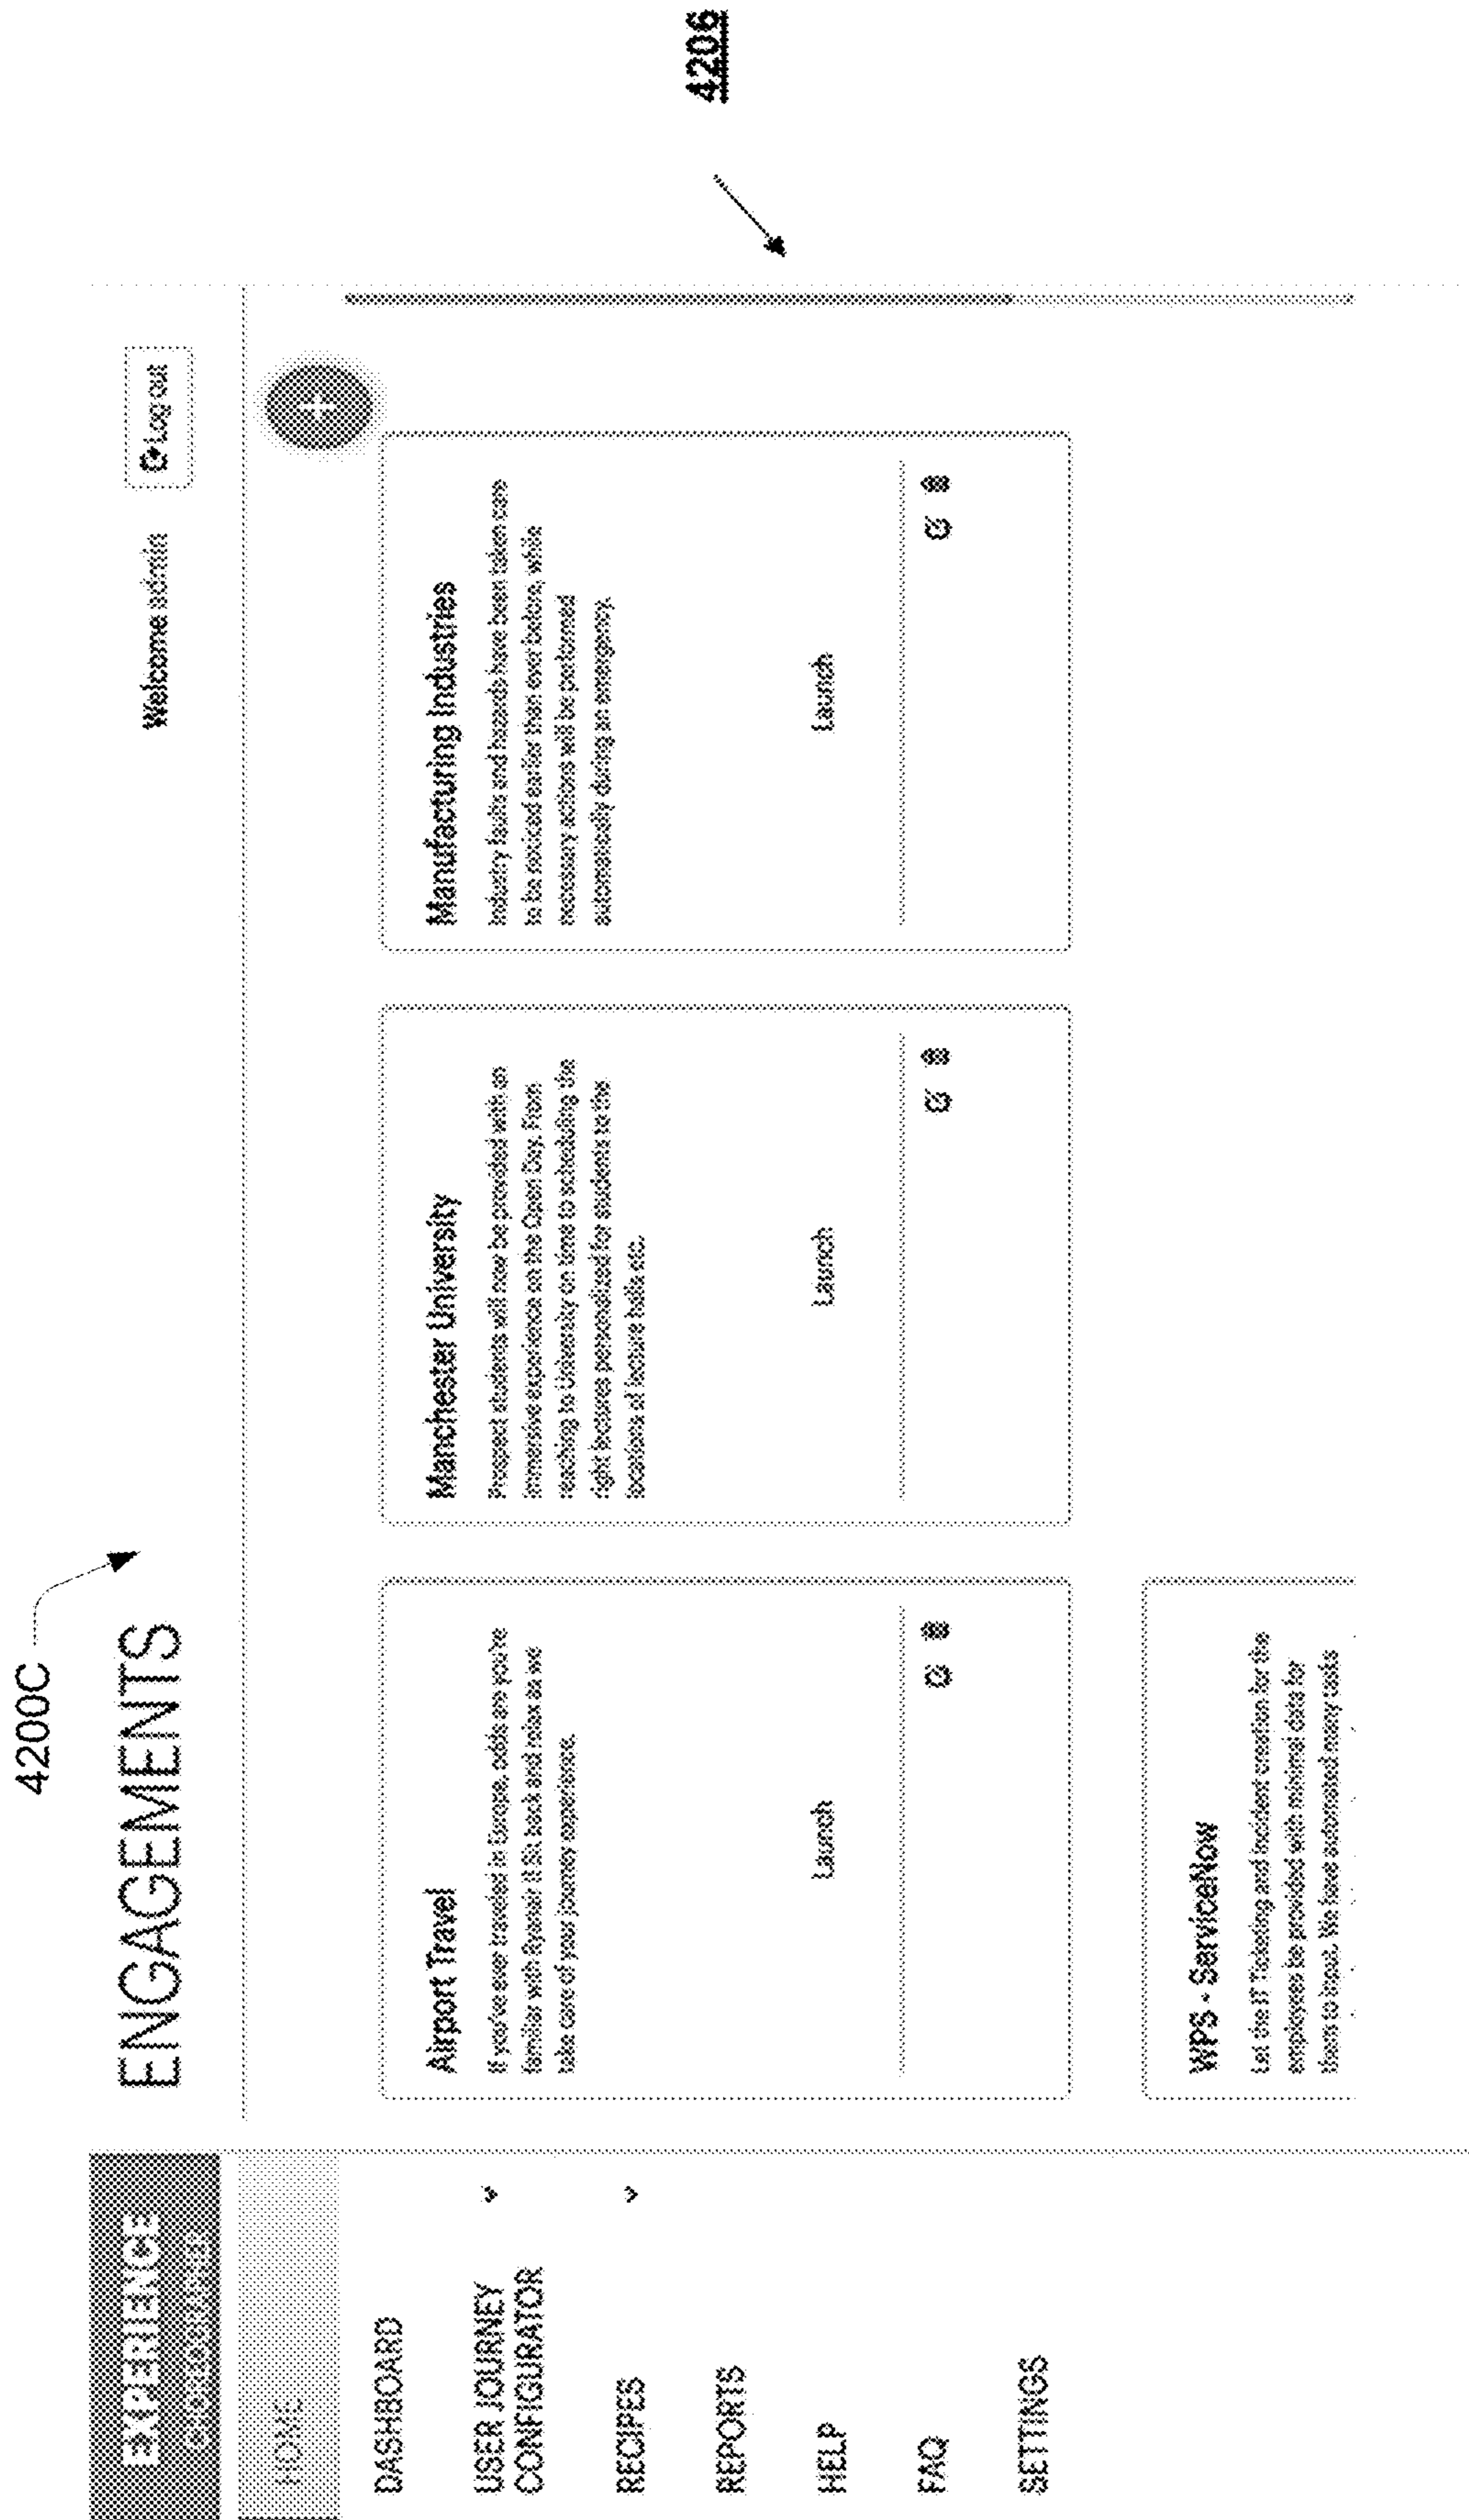 4200C
EXPERIENCE
ENGAGEMENTS
Welcome admin
Log out
HOME
DASHBOARD
USER JOURNEY
CONFIGURATOR
RECIPES
REPORTS
HELP
FAQ
SETTINGS
Airport Travel
If you've ever traveled in Europe, odds are you're
familiar with Ryanair !! Sit back and relax as we
take care of your journey experience.
Launch
Manchester University
Prospect students will now be provided with an
immersive experience on the Open Day. From
reaching to University on time to scheduling the
right becomes personalised for students to the
locations of lecture halls etc.
Launch
Manufacturing Industries
Industry faults and hazards have been taken care
to be noticed earlier than ever before, while
necessary actions will be performed
automatically during an emergency.
Launch
WPS - ServiceNow
Let the IT Ticketing and incident creation for the
employees be provided with minimal data for
them to input. We have automated many tasks
4206